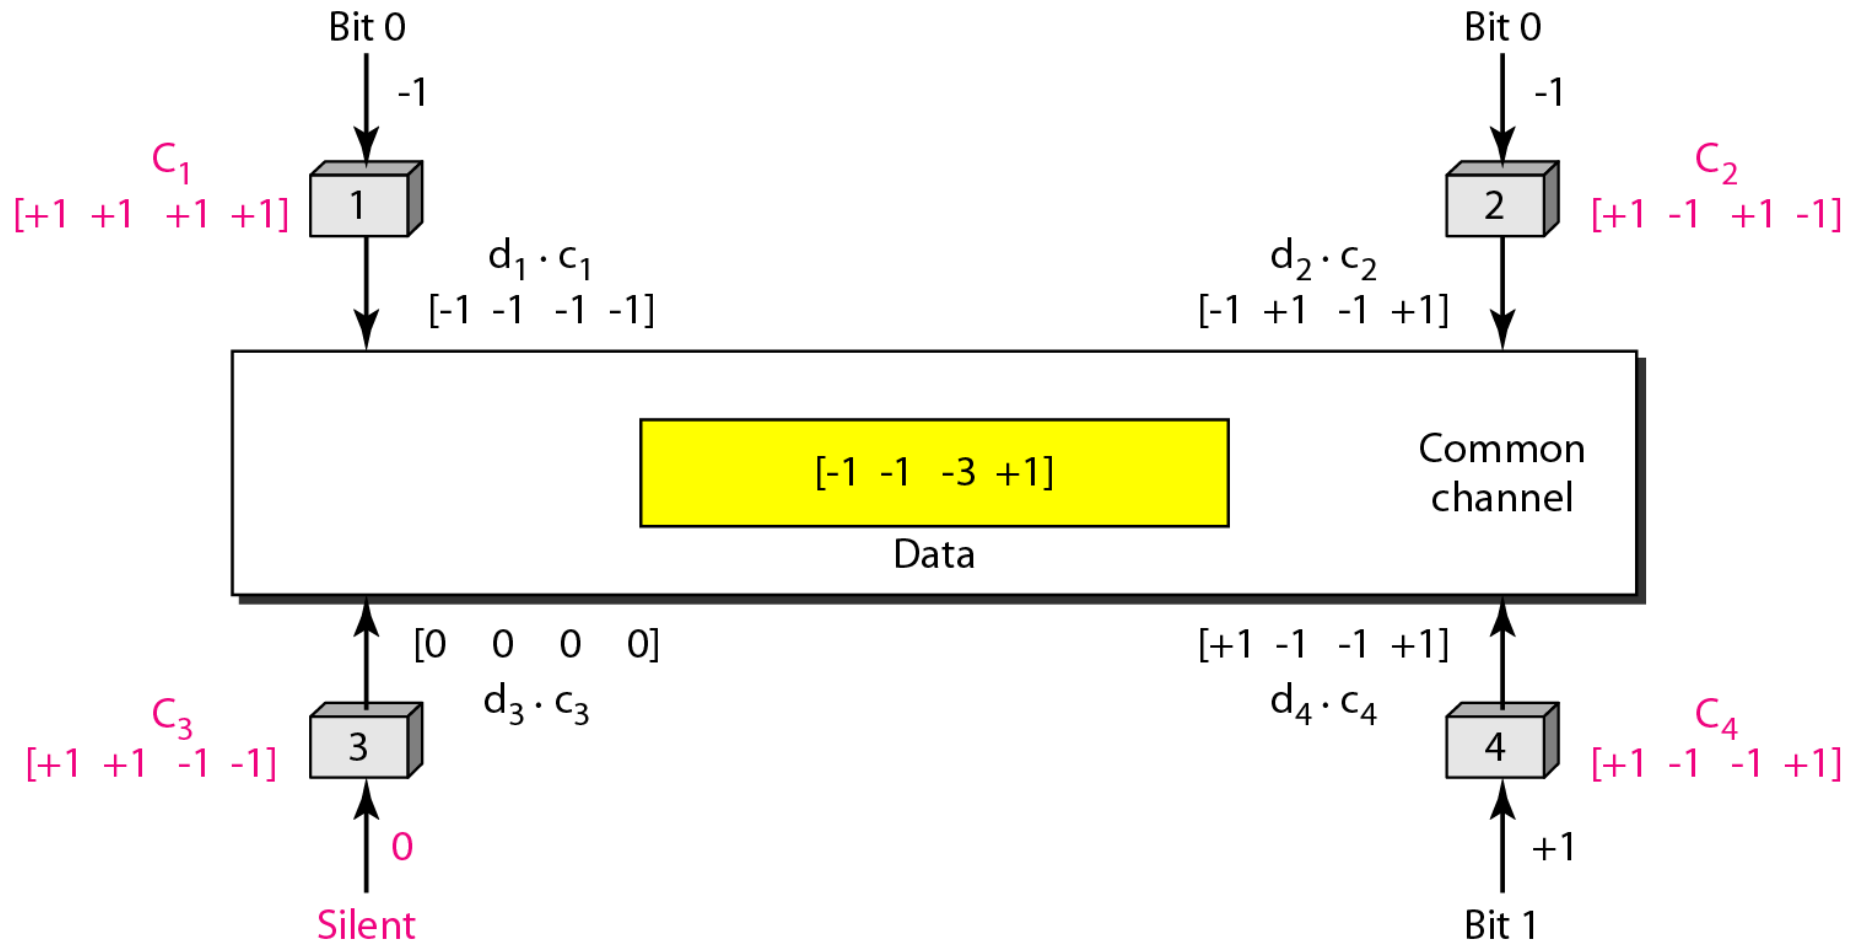 Bit 0 Bit 0
-1 -1
C₁ C₂
1 2
[+1 +1 +1 +1] [+1 -1 +1 -1]
d₁ · c₁ d₂ · c₂
[-1 -1 -1 -1] [-1 +1 -1 +1]
Common
channel
[-1 -1 -3 +1]
Data
[0 0 0 0] [+1 -1 -1 +1]
d₃ · c₃ d₄ · c₄
C₃ C₄
3 4
[+1 +1 -1 -1] [+1 -1 -1 +1]
0 +1
Silent Bit 1